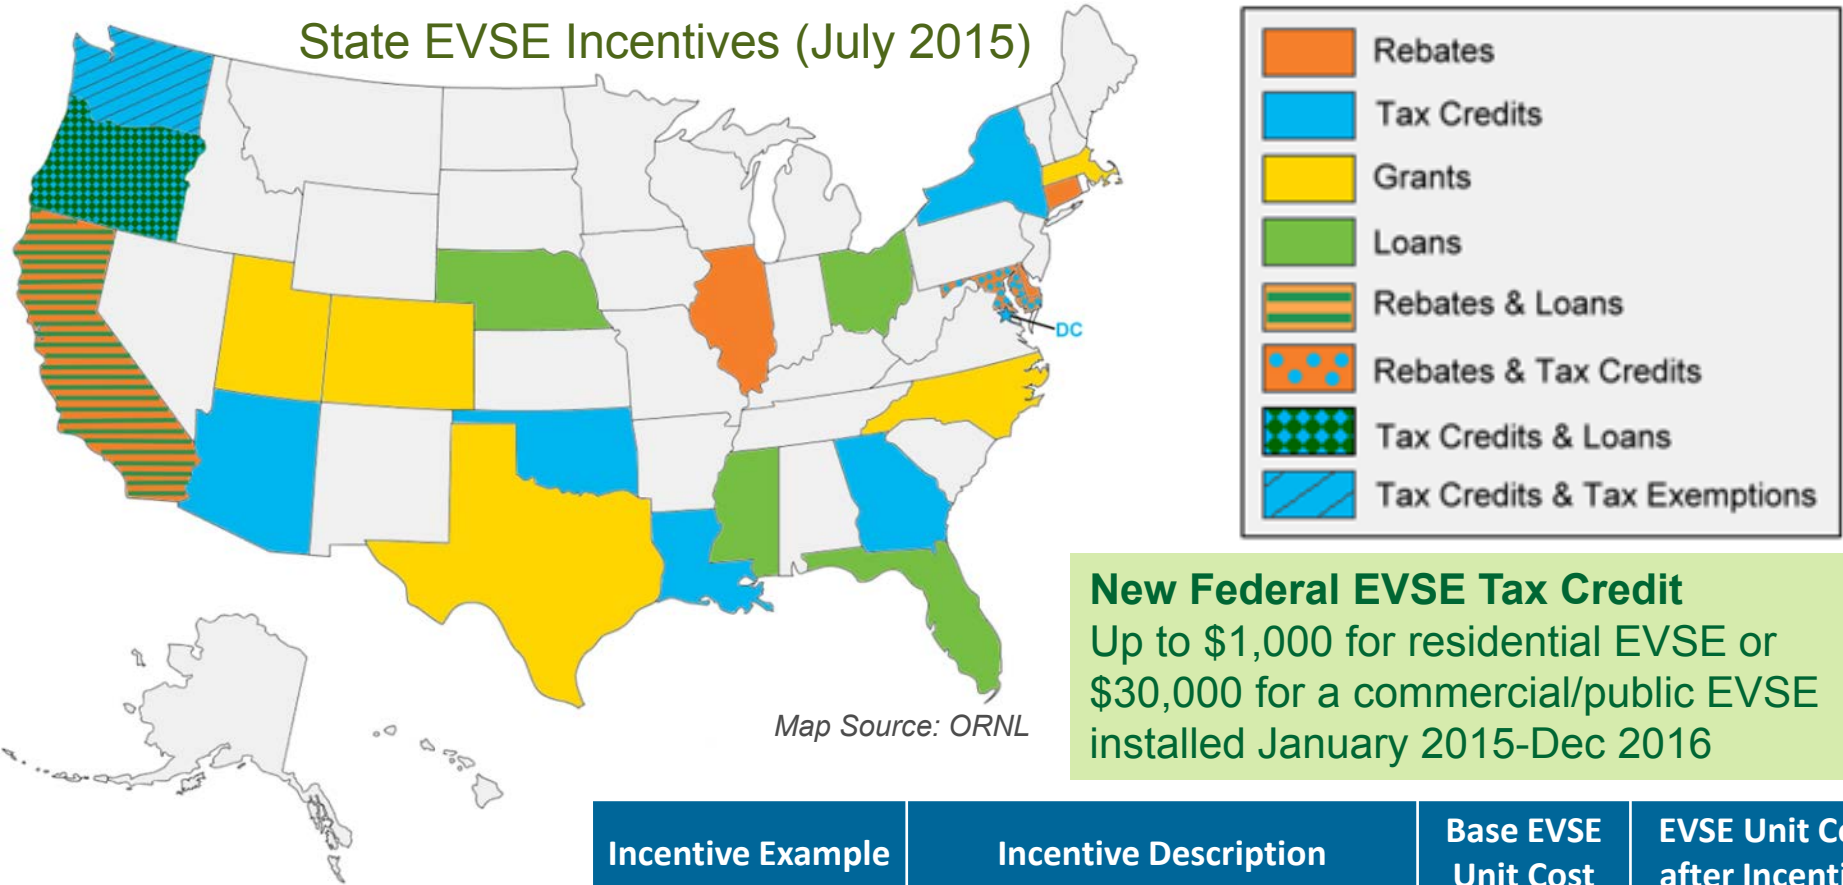 State EVSE Incentives (July 2015)
Rebates
Tax Credits
Grants
Loans
Rebates & Loans
Rebates & Tax Credits
Tax Credits & Loans
Tax Credits & Tax Exemptions
DC
New Federal EVSE Tax Credit
Up to $1,000 for residential EVSE or
$30,000 for a commercial/public EVSE
installed January 2015-Dec 2016
Map Source: ORNL
Incentive Example
Incentive Description
Base EVSE
Unit Cost
EVSE Unit
after